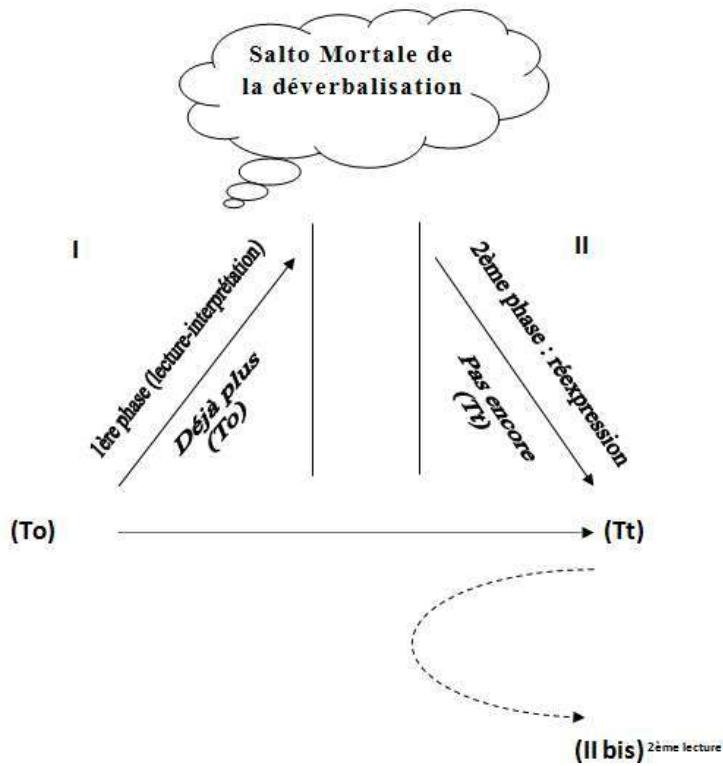 Salto Mortale de
la déverbalisation
I
II
1ère phase (lecture-interprétation)
Déjà plus
(To)
2ème phase : réexpression
Pas encore
(Tt)
(To)
(Tt)
(II bis) 2ème lecture